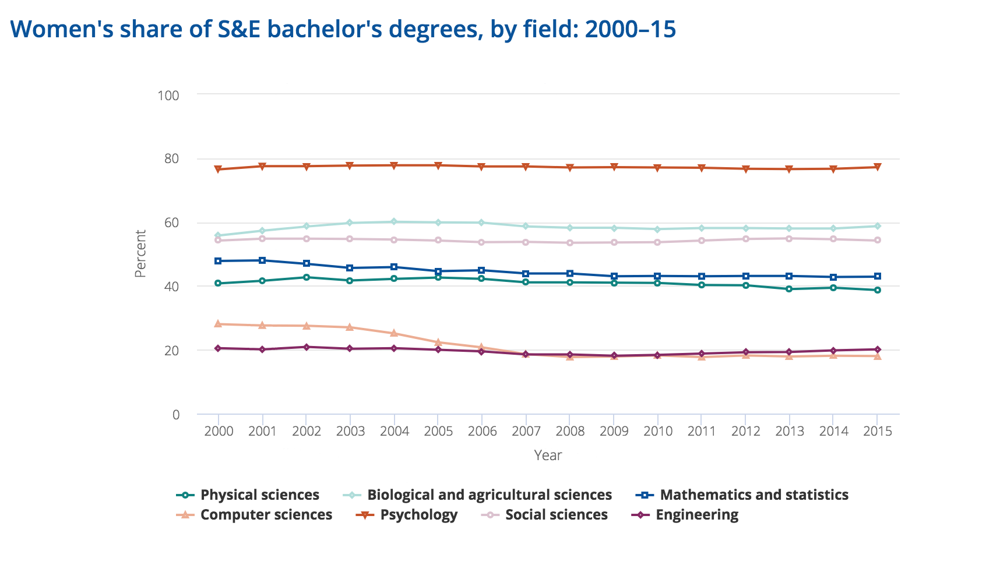 Women's share of S&E bachelor's degrees, by field: 2000–15
100
80
60
40
20
0
Percent
2000 2001 2002 2003 2004 2005 2006 2007 2008 2009 2010 2011 2012 2013 2014 2015
Year
Physical sciences Biological and agricultural sciences Mathematics and statistics
Computer sciences Psychology Social sciences Engineering